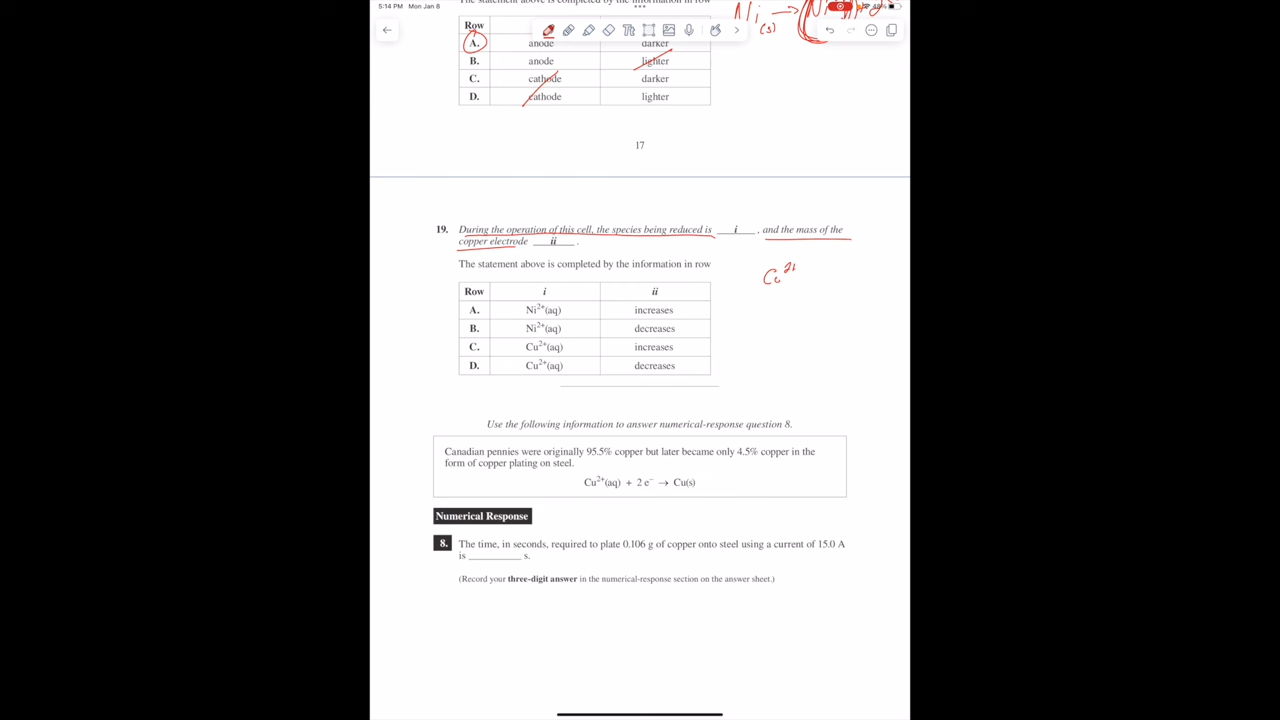 5:14 PM Mon Jan 8
48%
Ni(s) →
Row
A. anode darker
B. anode lighter
C. cathode darker
D. cathode lighter
17
19. During the operation of this cell, the species being reduced is i , and the mass of the
copper electrode ii .
The statement above is completed by the information in row
Cu2+
Row i ii
A. Ni2+(aq) increases
B. Ni2+(aq) decreases
C. Cu2+(aq) increases
D. Cu2+(aq) decreases
Use the following information to answer numerical-response question 8.
Canadian pennies were originally 95.5% copper but later became only 4.5% copper in the
form of copper plating on steel.
Cu2+(aq) + 2 e− → Cu(s)
Numerical Response
8. The time, in seconds, required to plate 0.106 g of copper onto steel using a current of 15.0 A
is __________ s.
(Record your three-digit answer in the numerical-response section on the answer sheet.)